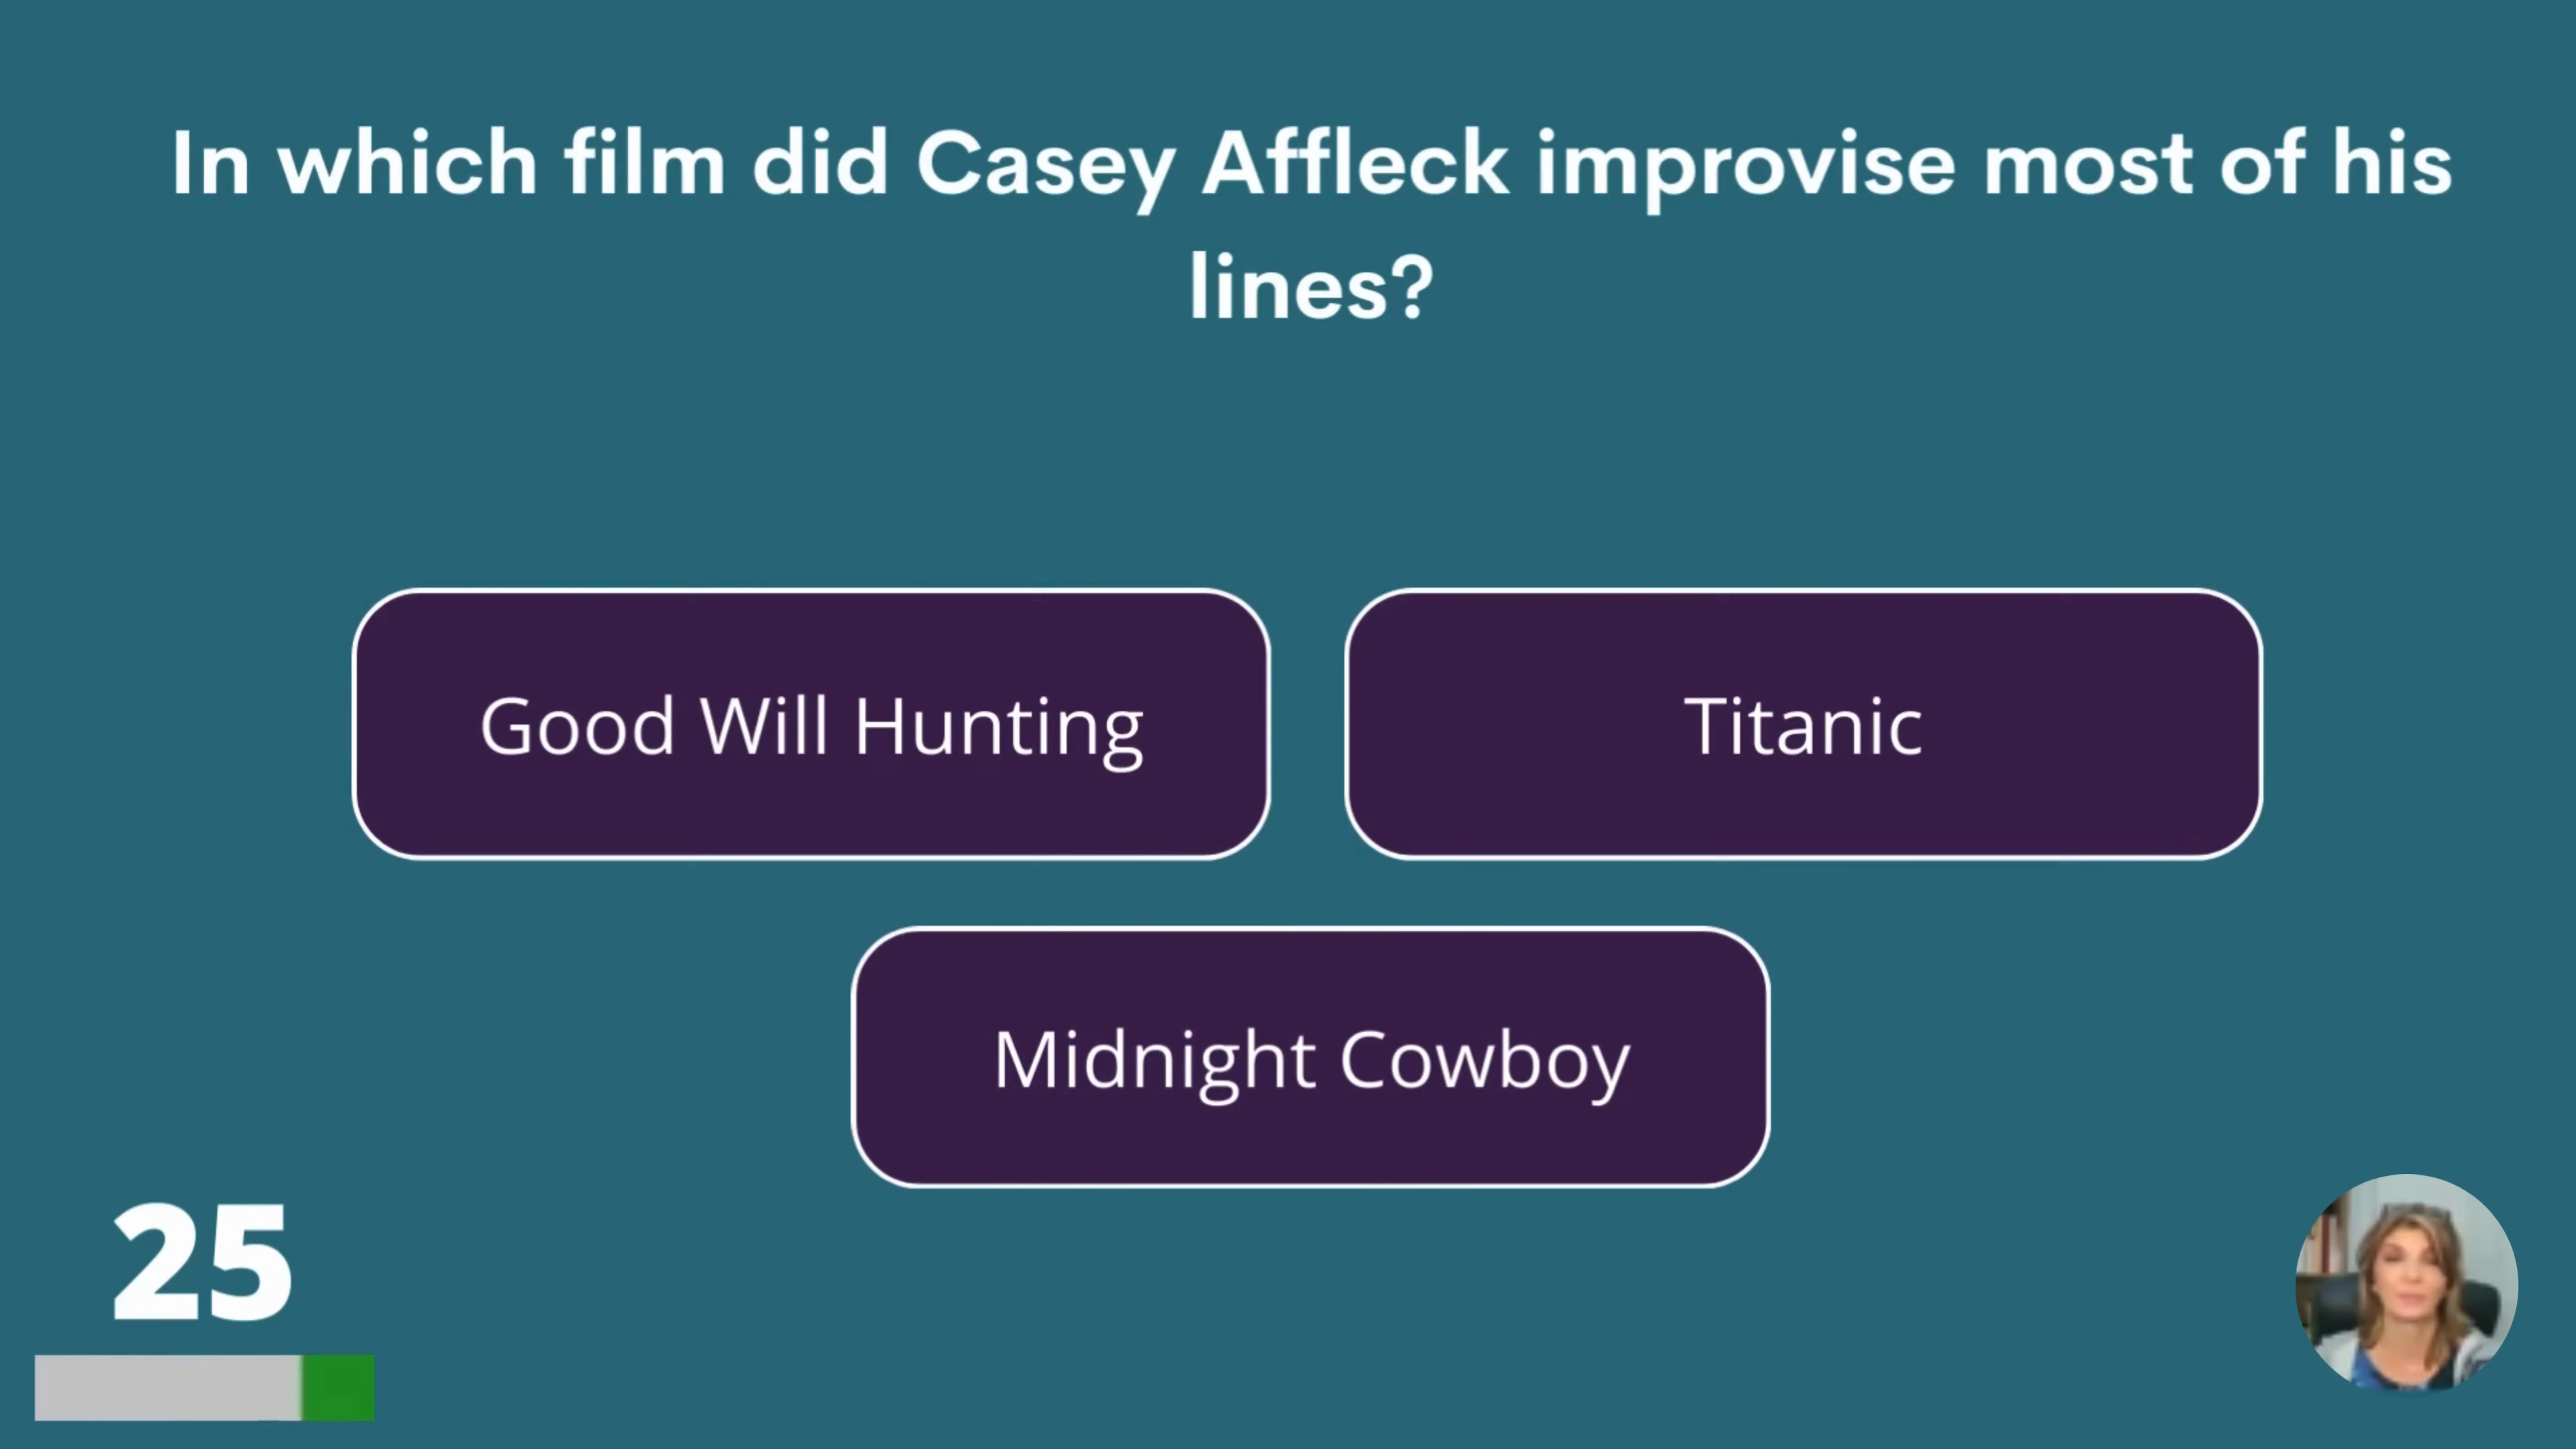 In which film did Casey Affleck improvise most of his
lines?
Good Will Hunting
Titanic
Midnight Cowboy
25